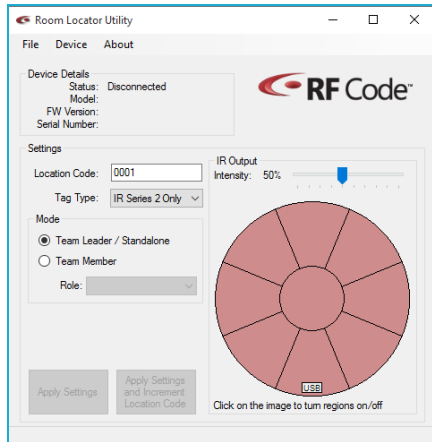 Room Locator Utility
File Device About
Device Details
Status: Disconnected
Model:
FW Version:
Serial Number:
RF Code™
Settings
Location Code: 0001
Tag Type: IR Series 2 Only
Mode
Team Leader / Standalone
Team Member
Role:
Apply Settings
Apply Settings
and Increment
Location Code
IR Output
Intensity: 50%
USB
Click on the image to turn regions on/off